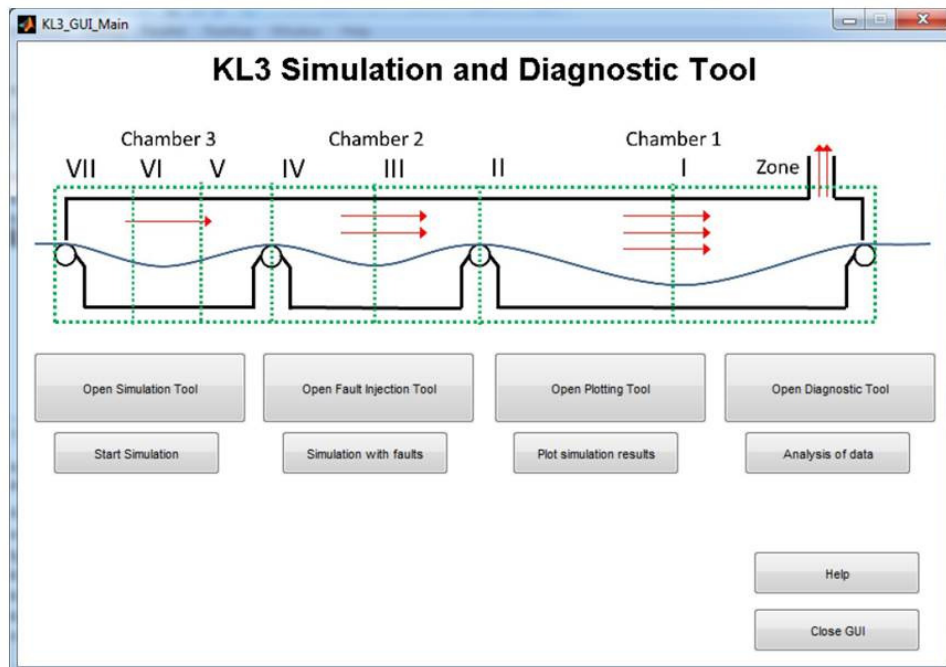 KL3_GUI_Main
KL3 Simulation and Diagnostic Tool
Chamber 3 Chamber 2 Chamber 1
VII VI V IV III II I Zone
Open Simulation Tool Open Fault Injection Tool Open Plotting Tool Open Diagnostic Tool
Start Simulation Simulation with faults Plot simulation results Analysis of data
Help
Close GUI